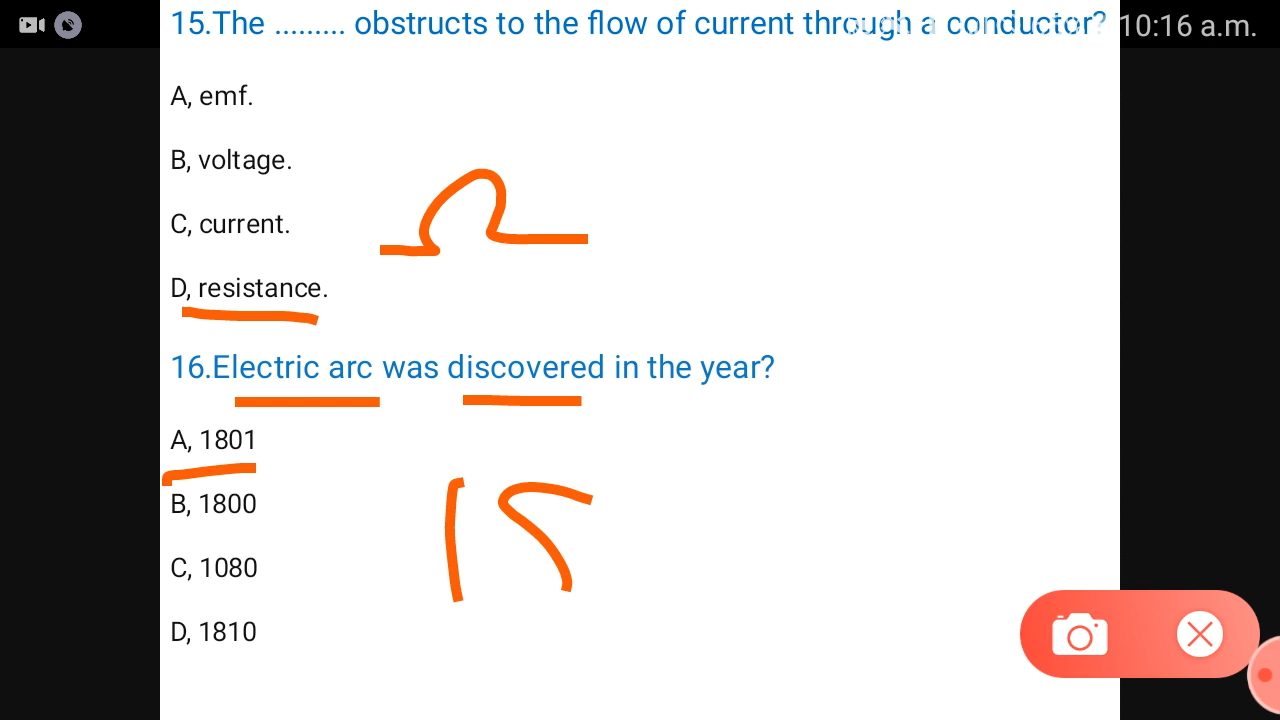 15.The ......... obstructs to the flow of current through a conductor?
10:16 a.m.
A, emf.
B, voltage.
C, current.
Ω
D, resistance.
16.Electric arc was discovered in the year?
A, 1801
B, 1800
C, 1080
D, 1810